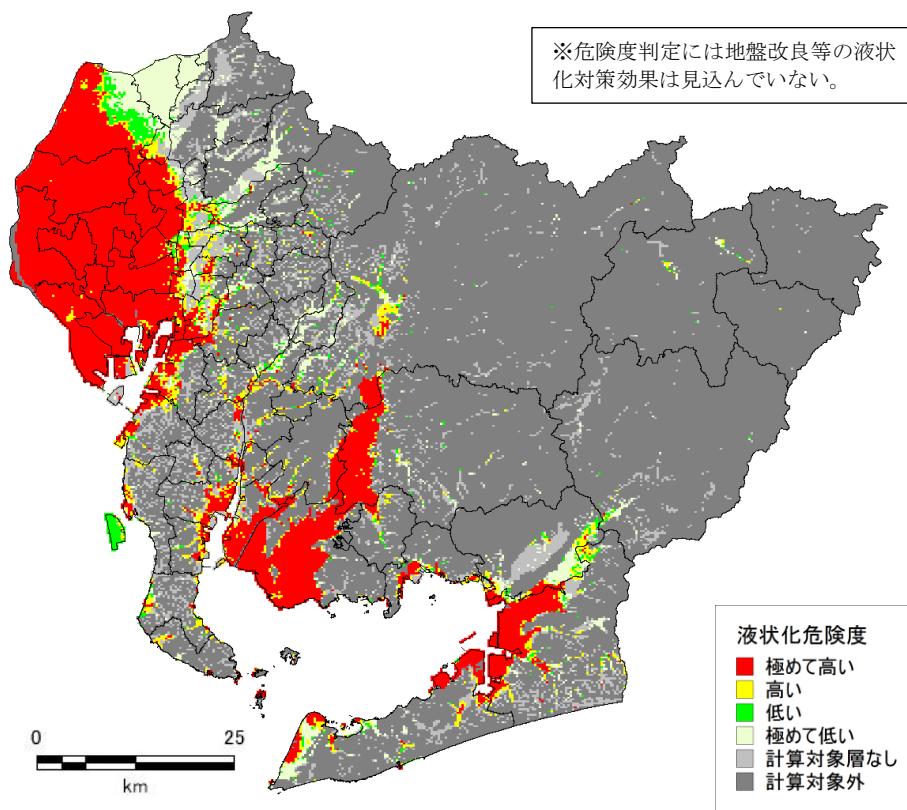 ※危険度判定には地盤改良等の液状
化対策効果は見込んでいない。
液状化危険度
極めて高い
高い
低い
極めて低い
計算対象層なし
計算対象外
0 25
km